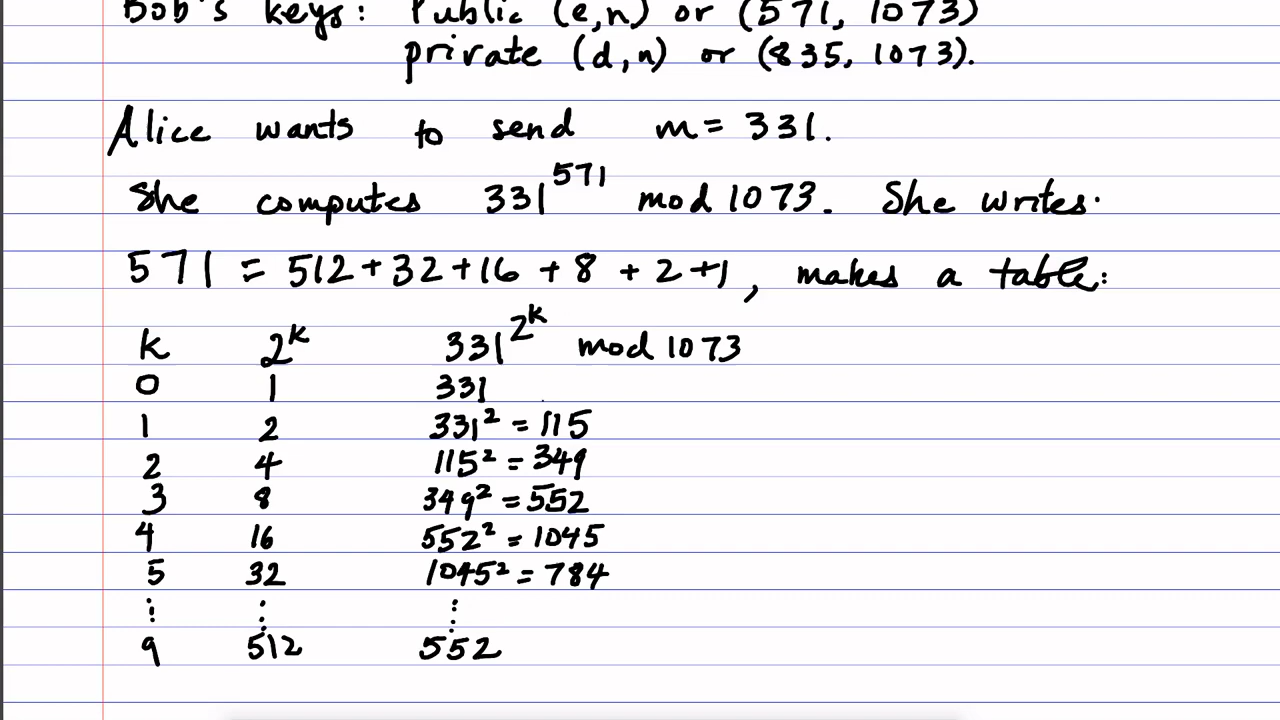 Bob's keys: Public (e,n) or (571, 1073)
private (d,n) or (835, 1073).
Alice wants to send m = 331.
She computes 331^571 mod 1073. She writes.
571 = 512 + 32 + 16 + 8 + 2 + 1, makes a table:
k 2^k 331^2^k mod 1073
0 1 331
1 2 331² = 115
2 4 115² = 349
3 8 349² = 552
4 16 552² = 1045
5 32 1045² = 784
⋮ ⋮ ⋮
9 512 552